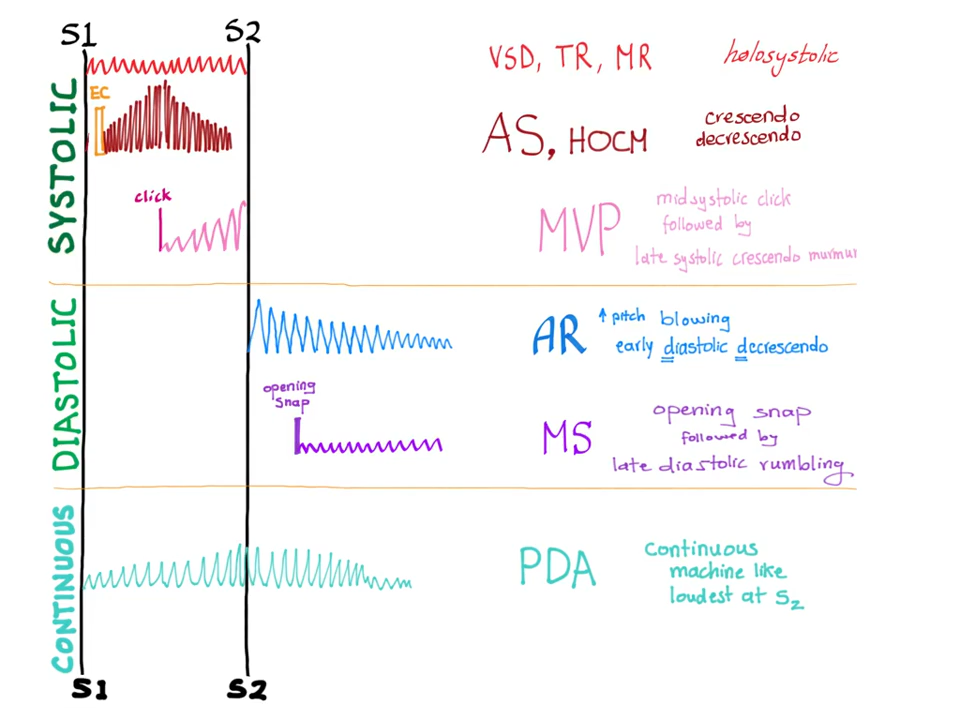 S1 S2
SYSTOLIC
VSD, TR, MR holosystolic
EC
AS, HOCM
crescendo
decrescendo
click
MVP
midsystolic click
followed by
late systolic crescendo murmur
DIASTOLIC
AR
↑ pitch blowing
early diastolic decrescendo
opening
snap
MS
opening snap
followed by
late diastolic rumbling
CONTINUOUS
PDA
Continuous
machine like
loudest at S2
S1 S2